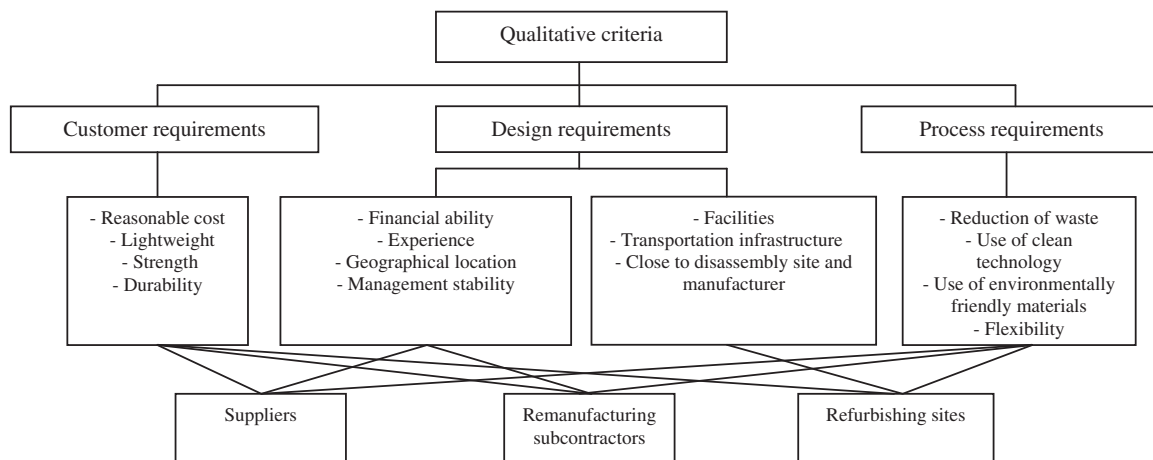 Qualitative criteria
Customer requirements
Design requirements
Process requirements
- Reasonable cost
- Lightweight
- Strength
- Durability
- Financial ability
- Experience
- Geographical location
- Management stability
- Facilities
- Transportation infrastructure
- Close to disassembly site and
manufacturer
- Reduction of waste
- Use of clean
technology
- Use of environmentally
friendly materials
- Flexibility
Suppliers
Remanufacturing
subcontractors
Refurbishing sites